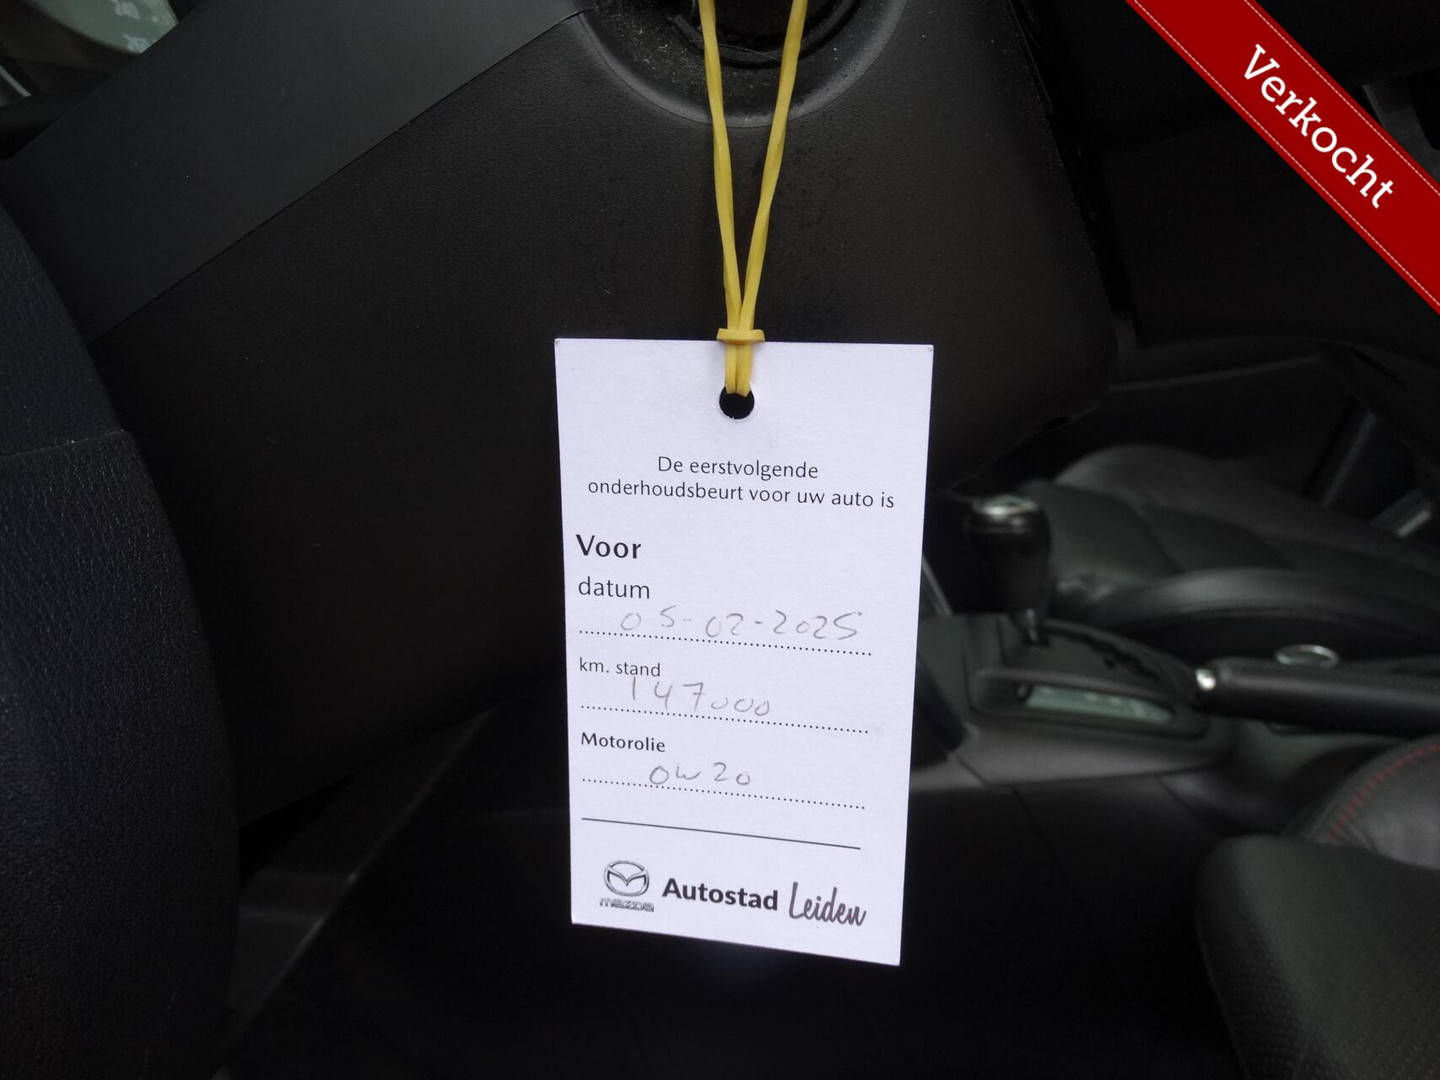 Verkocht
De eerstvolgende
onderhoudsbeurt voor uw auto is
Voor
datum
05-02-2025
km. stand
147000
Motorolie
0w20
mazda
Autostad Leiden